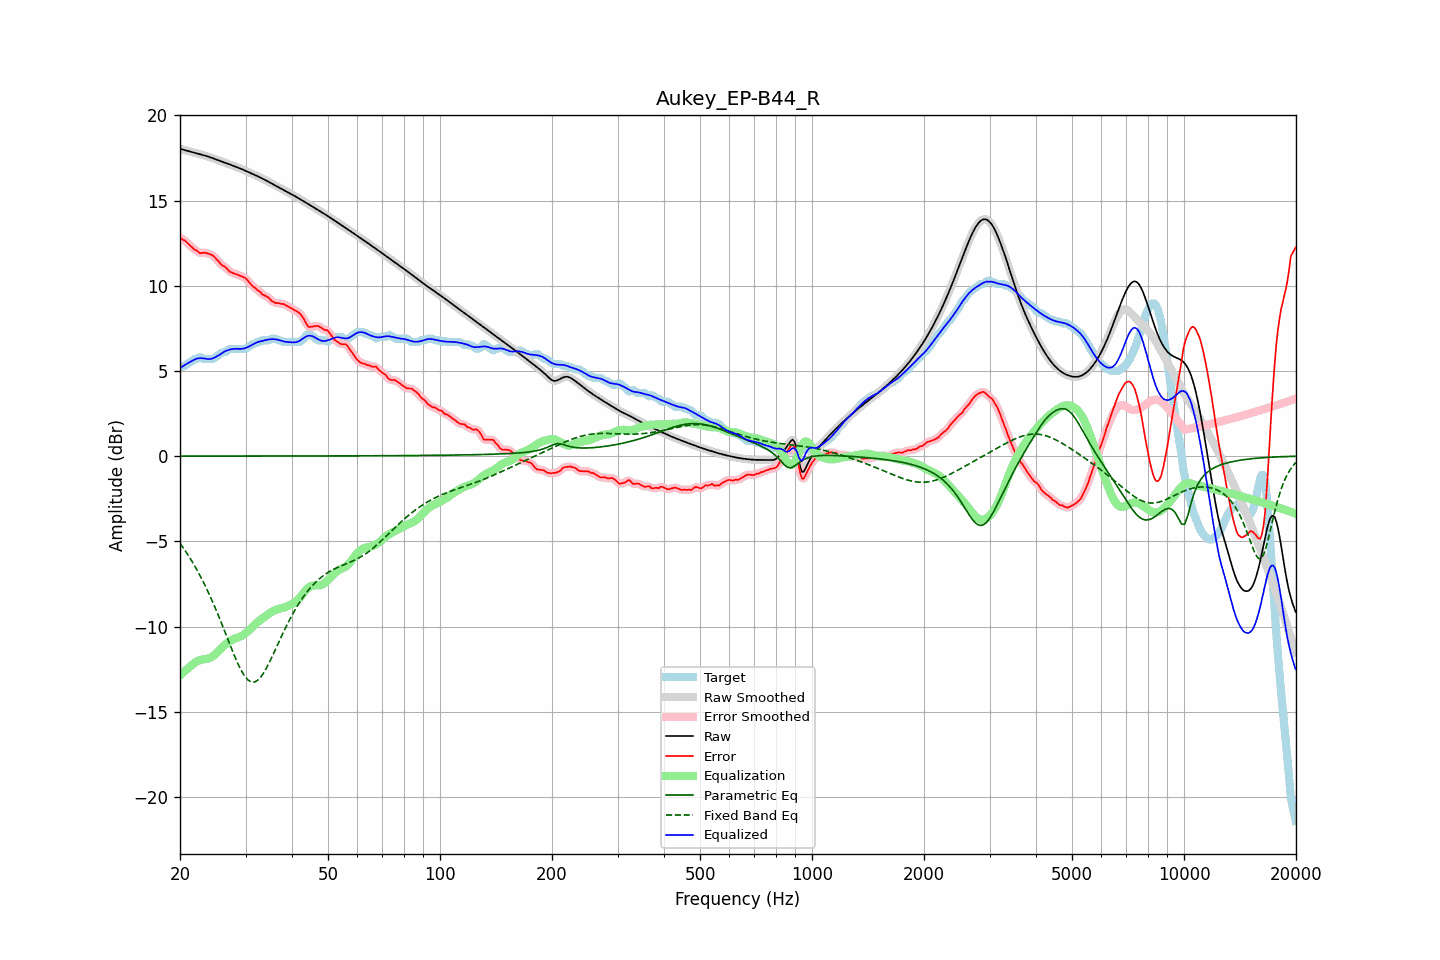 Aukey_EP-B44_R
Amplitude (dBr)
20
15
10
5
0
−5
−10
−15
−20
Target
Raw Smoothed
Error Smoothed
Raw
Error
Equalization
Parametric Eq
Fixed Band Eq
Equalized
20 50 100 200 500 1000 2000 5000 10000 20000
Frequency (Hz)